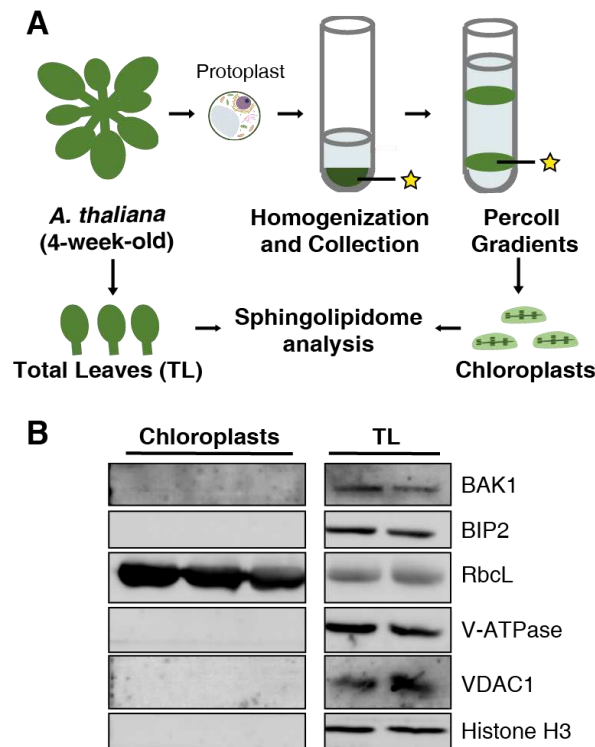 A
Protoplast
A. thaliana
(4-week-old)
Homogenization
and Collection
Percoll
Gradients
Total Leaves (TL)
Sphingolipidome
analysis
Chloroplasts
B
Chloroplasts
TL
BAK1
BIP2
RbcL
V-ATPase
VDAC1
Histone H3